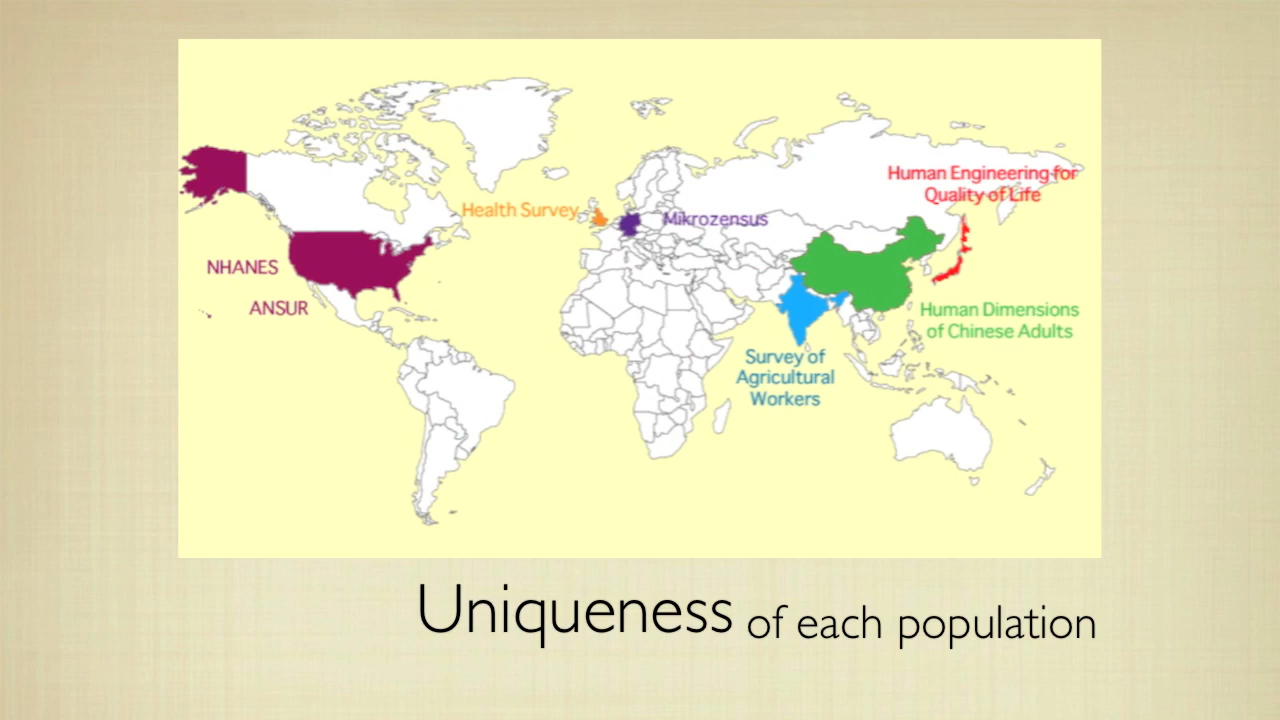 Human Engineering for
Quality of Life
Health Survey
Mikrozensus
NHANES
ANSUR
Human Dimensions
of Chinese Adults
Survey of
Agricultural
Workers
Uniqueness of each population